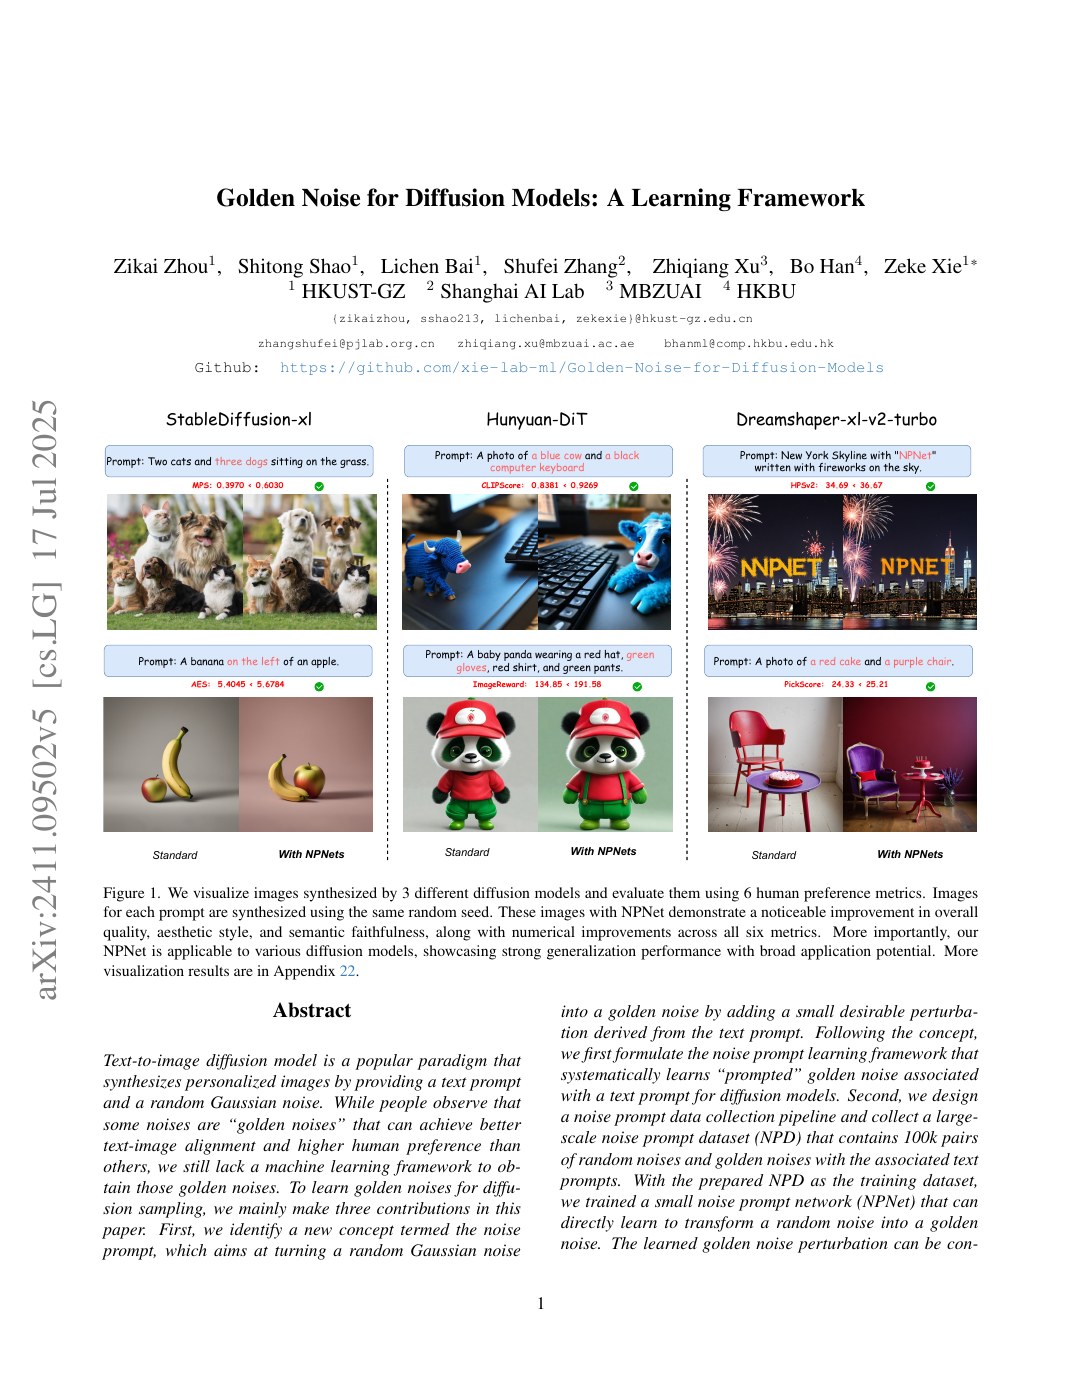 arXiv:2411.09502v5 [cs.LG] 17 Jul 2025
Golden Noise for Diffusion Models: A Learning Framework
Zikai Zhou1, Shitong Shao1, Lichen Bai1, Shufei Zhang2, Zhiqiang Xu3, Bo Han4, Zeke Xie1*
1 HKUST-GZ 2 Shanghai AI Lab 3 MBZUAI 4 HKBU
{zikaizhou, sshao213, lichenbai, zekexie}@hkust-gz.edu.cn
zhangshufei@pjlab.org.cn zhiqiang.xu@mbzuai.ac.ae bhanml@comp.hkbu.edu.hk
Github: https://github.com/xie-lab-ml/Golden-Noise-for-Diffusion-Models
StableDiffusion-xl
Prompt: Two cats and three dogs sitting on the grass.
MPS: 0.3970 < 0.6030
Prompt: A banana on the left of an apple.
AES: 5.4045 < 5.6784
Standard With NPNets
Hunyuan-DiT
Prompt: A photo of a blue cow and a black
computer keyboard
CLIPScore: 0.8381 < 0.9269
Prompt: A baby panda wearing a red hat, green
gloves, red shirt, and green pants.
ImageReward: 134.85 < 191.58
Standard With NPNets
Dreamshaper-xl-v2-turbo
Prompt: New York Skyline with "NPNet"
written with fireworks on the sky.
HPSv2: 34.69 < 36.67
NNPNET NPNET
Prompt: A photo of a red cake and a purple chair.
PickScore: 24.33 < 25.21
Standard With NPNets
Figure 1. We visualize images synthesized by 3 different diffusion models and evaluate them using 6 human preference metrics. Images
for each prompt are synthesized using the same random seed. These images with NPNet demonstrate a noticeable improvement in overall
quality, aesthetic style, and semantic faithfulness, along with numerical improvements across all six metrics. More importantly, our
NPNet is applicable to various diffusion models, showcasing strong generalization performance with broad application potential. More
visualization results are in Appendix 22.
Abstract
Text-to-image diffusion model is a popular paradigm that
synthesizes personalized images by providing a text prompt
and a random Gaussian noise. While people observe that
some noises are “golden noises” that can achieve better
text-image alignment and higher human preference than
others, we still lack a machine learning framework to ob-
tain those golden noises. To learn golden noises for diffu-
sion sampling, we mainly make three contributions in this
paper. First, we identify a new concept termed the noise
prompt, which aims at turning a random Gaussian noise
into a golden noise by adding a small desirable perturba-
tion derived from the text prompt. Following the concept,
we first formulate the noise prompt learning framework that
systematically learns “prompted” golden noise associated
with a text prompt for diffusion models. Second, we design
a noise prompt data collection pipeline and collect a large-
scale noise prompt dataset (NPD) that contains 100k pairs
of random noises and golden noises with the associated text
prompts. With the prepared NPD as the training dataset,
we trained a small noise prompt network (NPNet) that can
directly learn to transform a random noise into a golden
noise. The learned golden noise perturbation can be con-
1